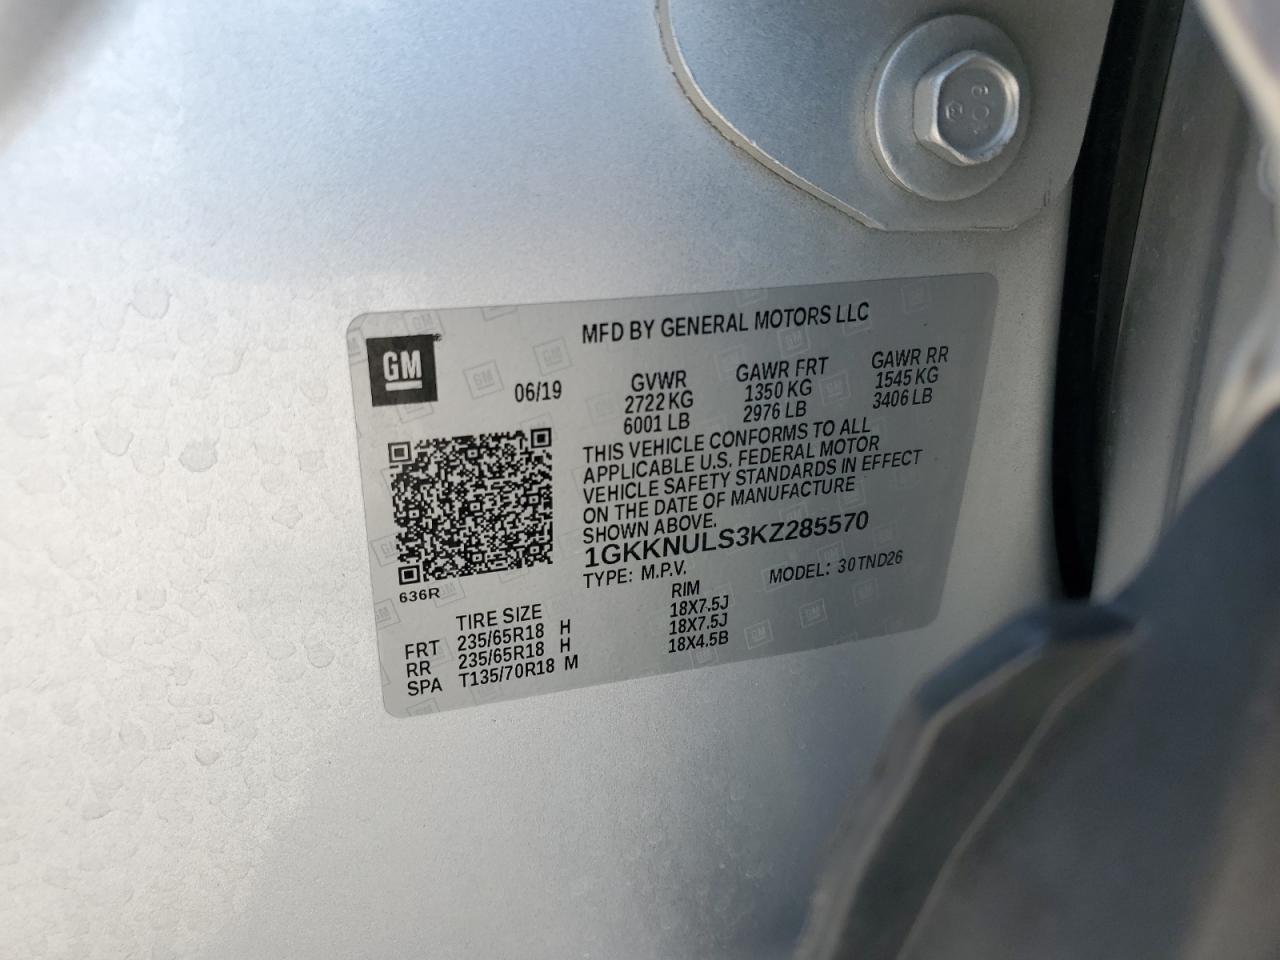 MFD BY GENERAL MOTORS LLC
GM
06/19
GVWR
2722 KG
6001 LB
GAWR FRT
1350 KG
2976 LB
GAWR RR
1545 KG
3406 LB
THIS VEHICLE CONFORMS TO ALL
APPLICABLE U.S. FEDERAL MOTOR
VEHICLE SAFETY STANDARDS IN EFFECT
ON THE DATE OF MANUFACTURE
SHOWN ABOVE.
1GKKNULS3KZ285570
TYPE: M.P.V. MODEL: 30TND26
636R
TIRE SIZE RIM
FRT 235/65R18 H 18X7.5J
RR 235/65R18 H 18X7.5J
SPA T135/70R18 M 18X4.5B